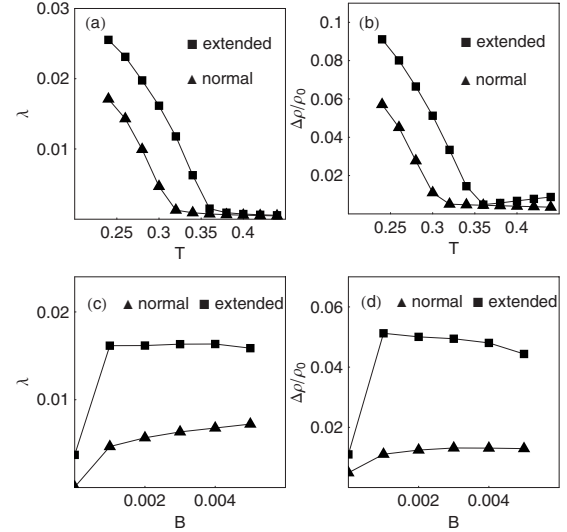 0.03
(a)
extended
normal
0.02
0.01
λ
0.25 0.3 0.35 0.4
T
0.1
(b)
extended
normal
0.08
0.06
0.04
0.02
Δρ/ρ0
0.25 0.3 0.35 0.4
T
(c) normal extended
0.02
0.01
λ
0.002 0.004
B
(d) normal extended
0.06
0.04
0.02
Δρ/ρ0
0.002 0.004
B